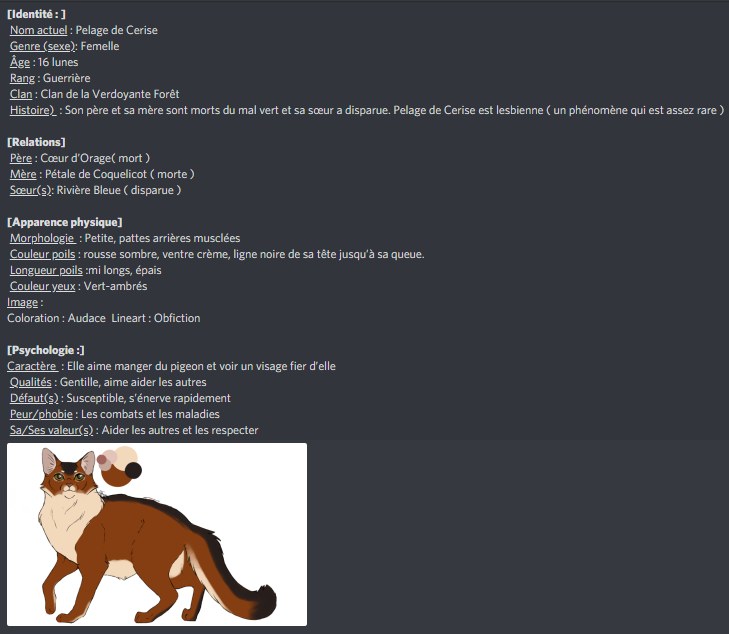 [Identité : ]
Nom actuel : Pelage de Cerise
Genre (sexe): Femelle
Âge : 16 lunes
Rang : Guerrière
Clan : Clan de la Verdoyante Forêt
Histoire) : Son père et sa mère sont morts du mal vert et sa sœur a disparue. Pelage de Cerise est lesbienne ( un phénomène qui est assez rare )
[Relations]
Père : Cœur d'Orage( mort )
Mère : Pétale de Coquelicot ( morte )
Sœur(s): Rivière Bleue ( disparue )
[Apparence physique]
Morphologie : Petite, pattes arrières musclées
Couleur poils : rousse sombre, ventre crème, ligne noire de sa tête jusqu'à sa queue.
Longueur poils :mi longs, épais
Couleur yeux : Vert-ambrés
Image :
Coloration : Audace Lineart : Obfiction
[Psychologie :]
Caractère : Elle aime manger du pigeon et voir un visage fier d'elle
Qualités : Gentille, aime aider les autres
Défaut(s) : Susceptible, s'énerve rapidement
Peur/phobie : Les combats et les maladies
Sa/Ses valeur(s) : Aider les autres et les respecter